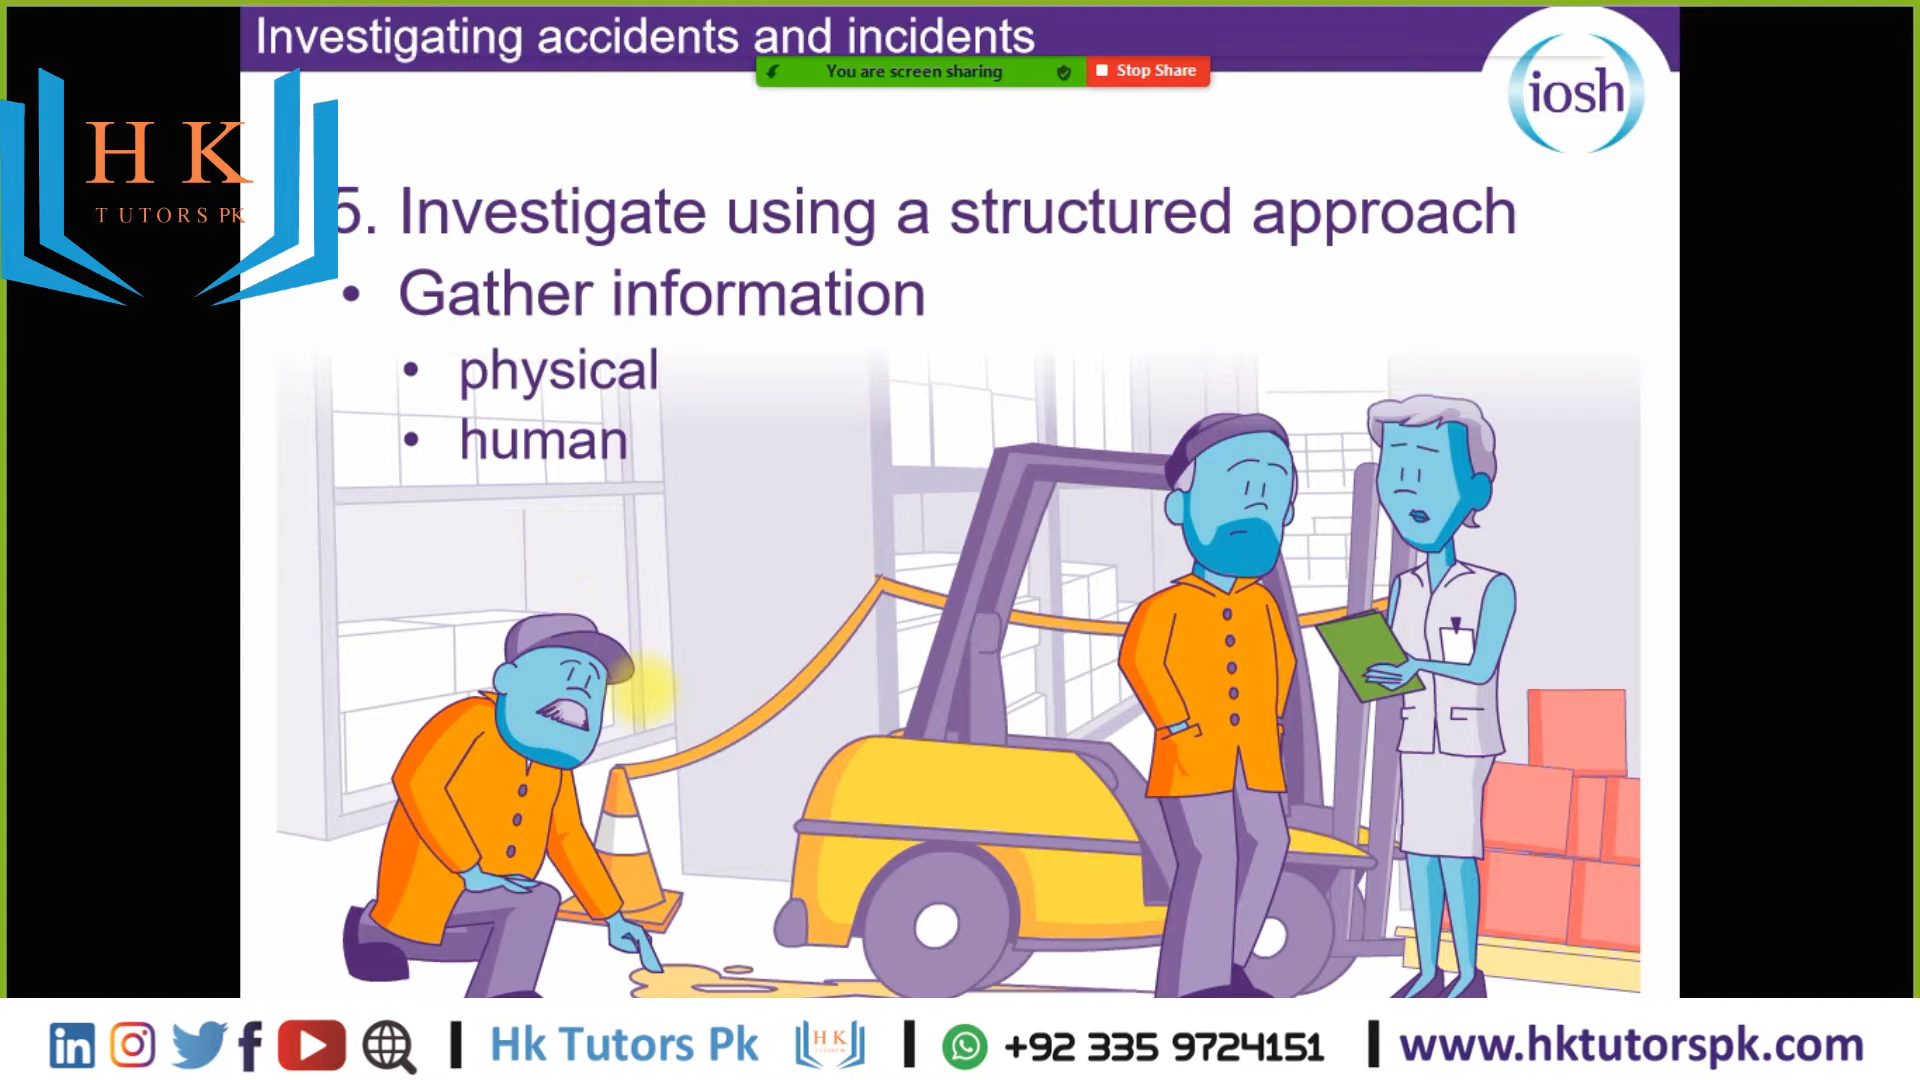 Investigating accidents and incidents
You are screen sharing
Stop Share
iosh
H K
TUTORS PK
5. Investigate using a structured approach
• Gather information
• physical
• human
Hk Tutors Pk
H K
+92 335 9724151
www.hktutorspk.com